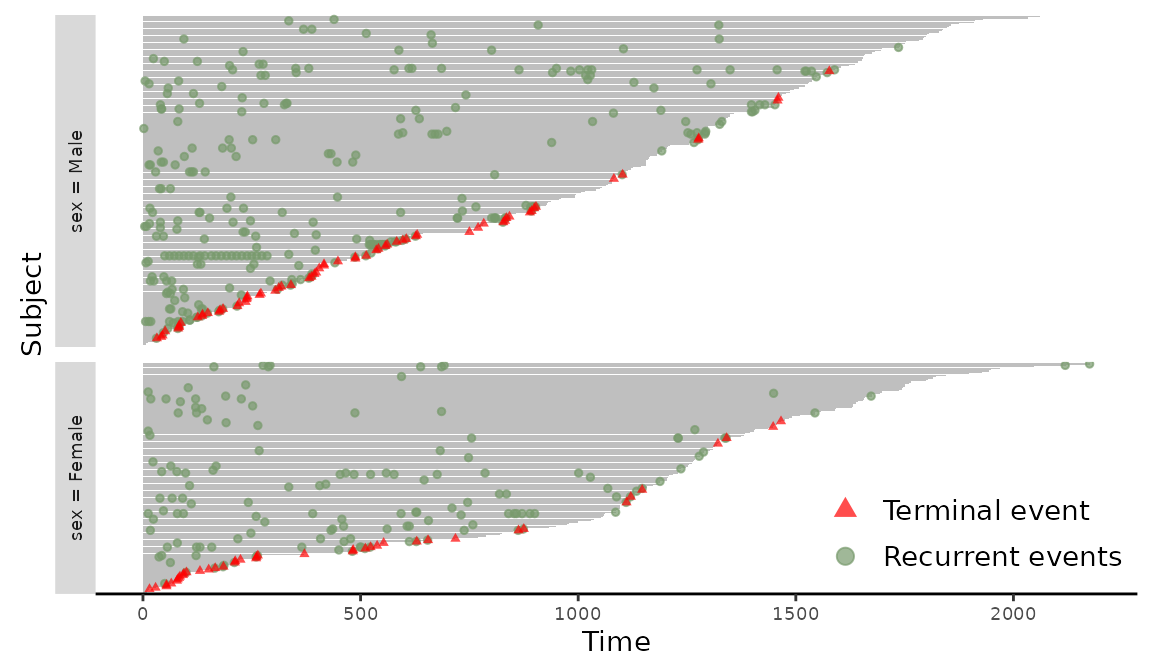 sex = Male
Subject
sex = Female
Terminal event
Recurrent events
0 500 1000 1500 2000
Time